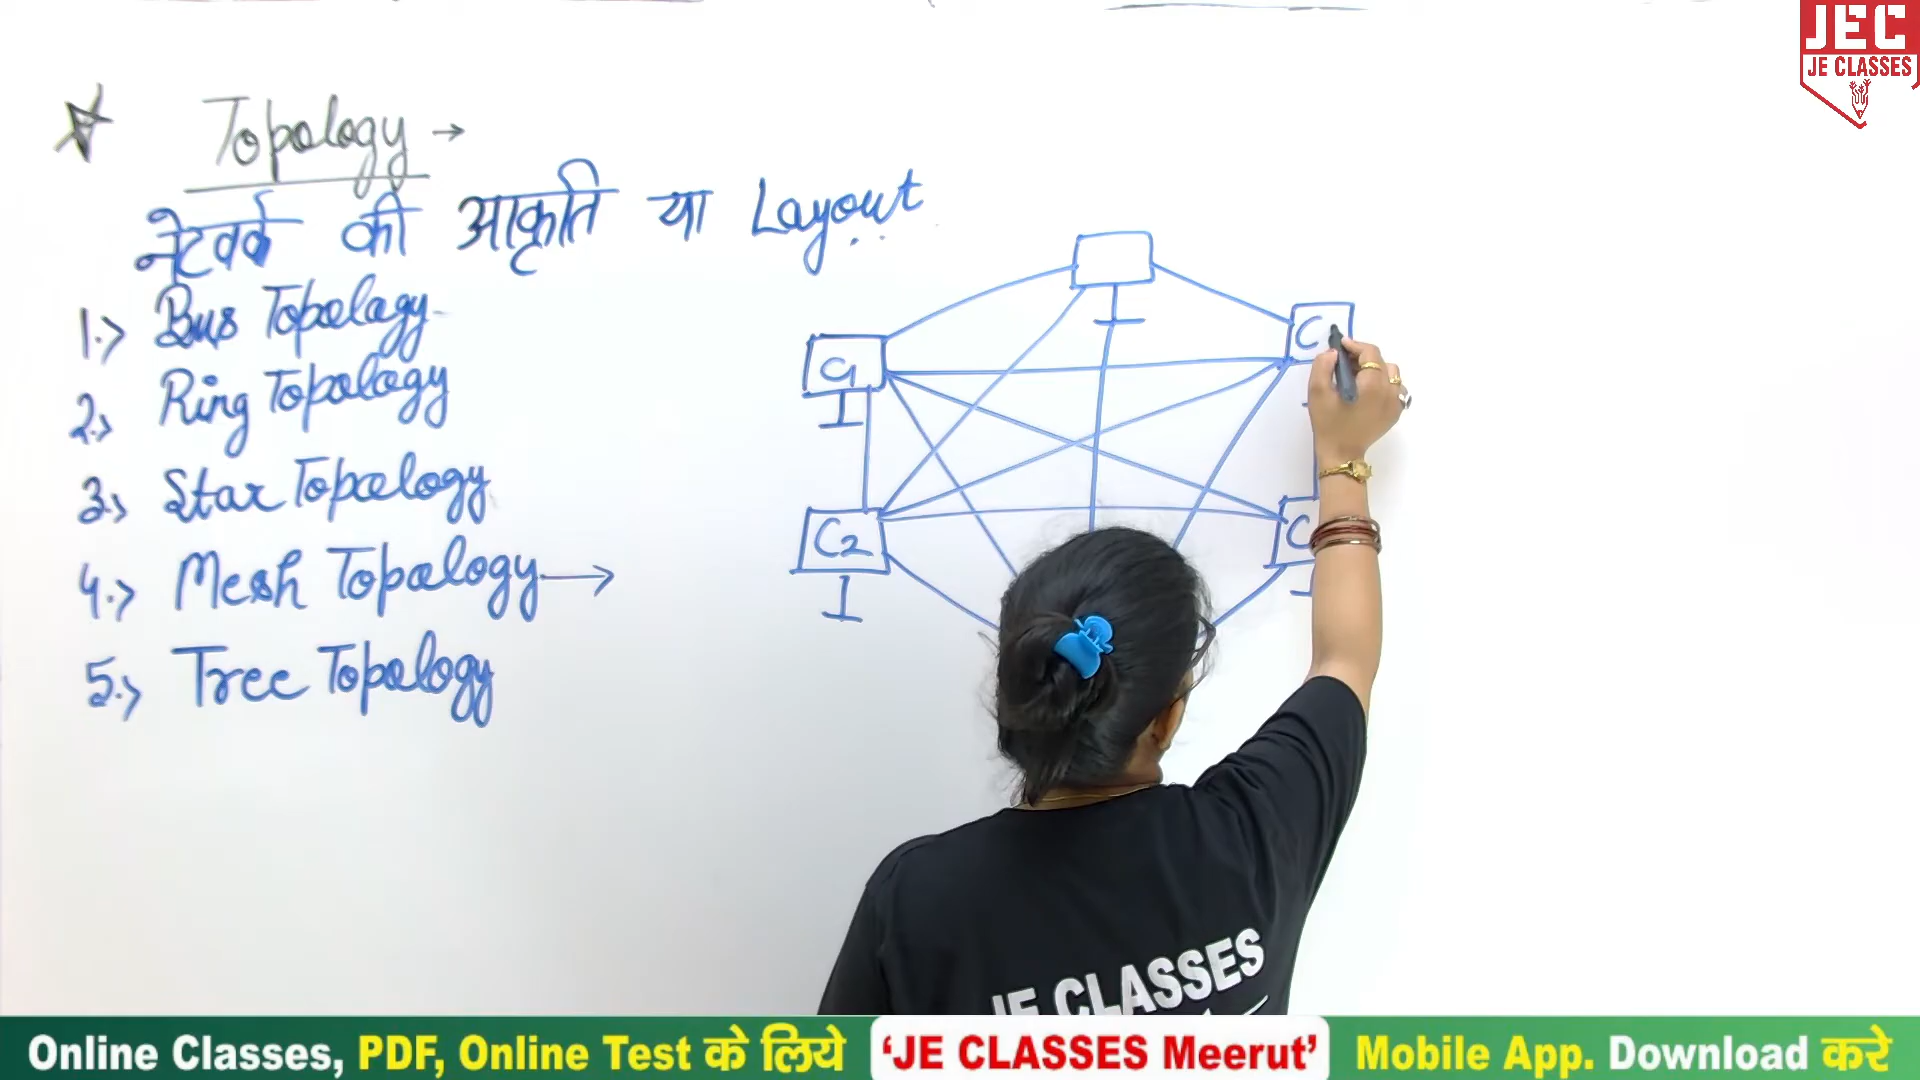 JEC
JE CLASSES
Topology →
नेटवर्क की आकृति या Layout
1.> Bus Topology
2.> Ring Topology
3.> Star Topology
4.> Mesh Topology →
5.> Tree Topology
C1
C2
C
C
JE CLASSES
Online Classes, PDF, Online Test के लिये 'JE CLASSES Meerut' Mobile App. Download करे